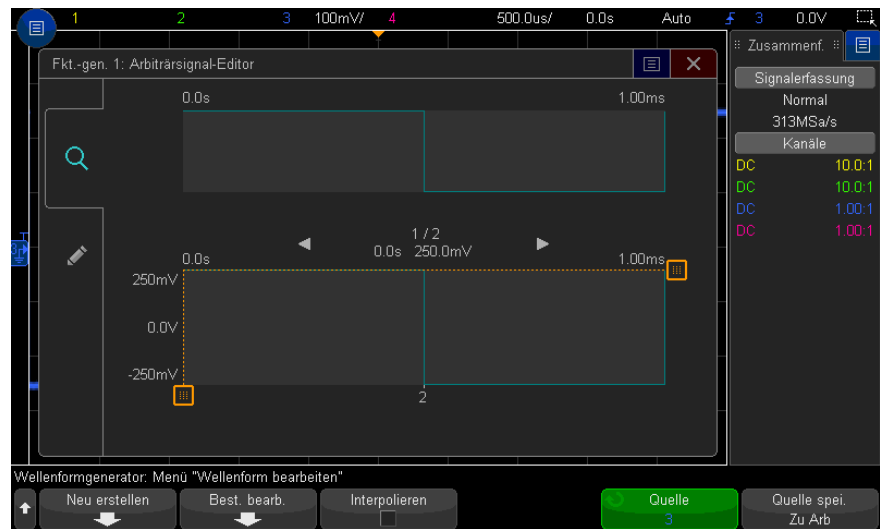 1 2 3 100mV/ 4 500.0us/ 0.0s Auto 3 0.0V
Zusammenf.
Fkt.-gen. 1: Arbiträrsignal-Editor
Signalerfassung
Normal
313MSa/s
Kanäle
DC 10.0:1
DC 10.0:1
DC 1.00:1
DC 1.00:1
0.0s 1.00ms
1 / 2
0.0s 250.0mV
0.0s 1.00ms
250mV
0.0V
-250mV
2
3
Wellenformgenerator: Menü "Wellenform bearbeiten"
Neu erstellen
Best. bearb.
Interpolieren
Quelle
3
Quelle spei.
Zu Arb